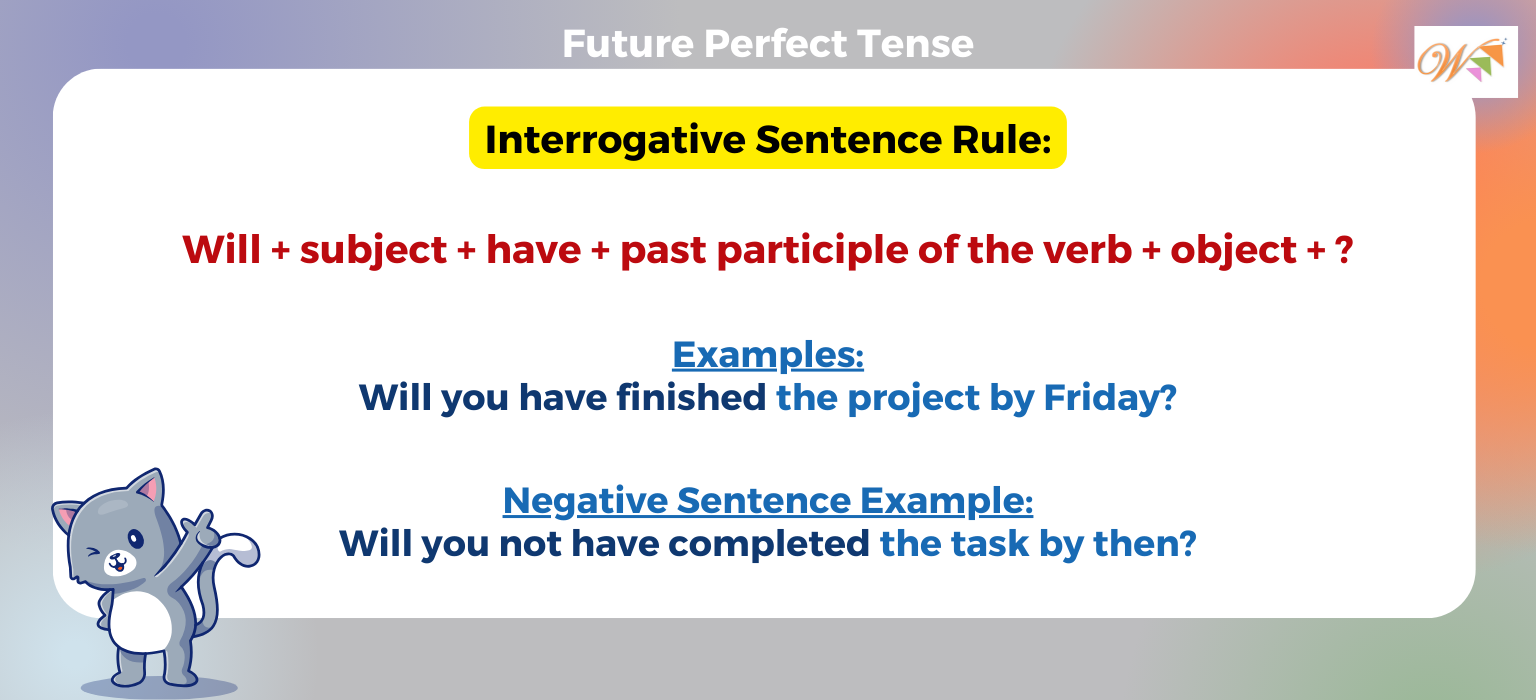 Future Perfect Tense
W
Interrogative Sentence Rule:
Will + subject + have + past participle of the verb + object + ?
Examples:
Will you have finished the project by Friday?
Negative Sentence Example:
Will you not have completed the task by then?